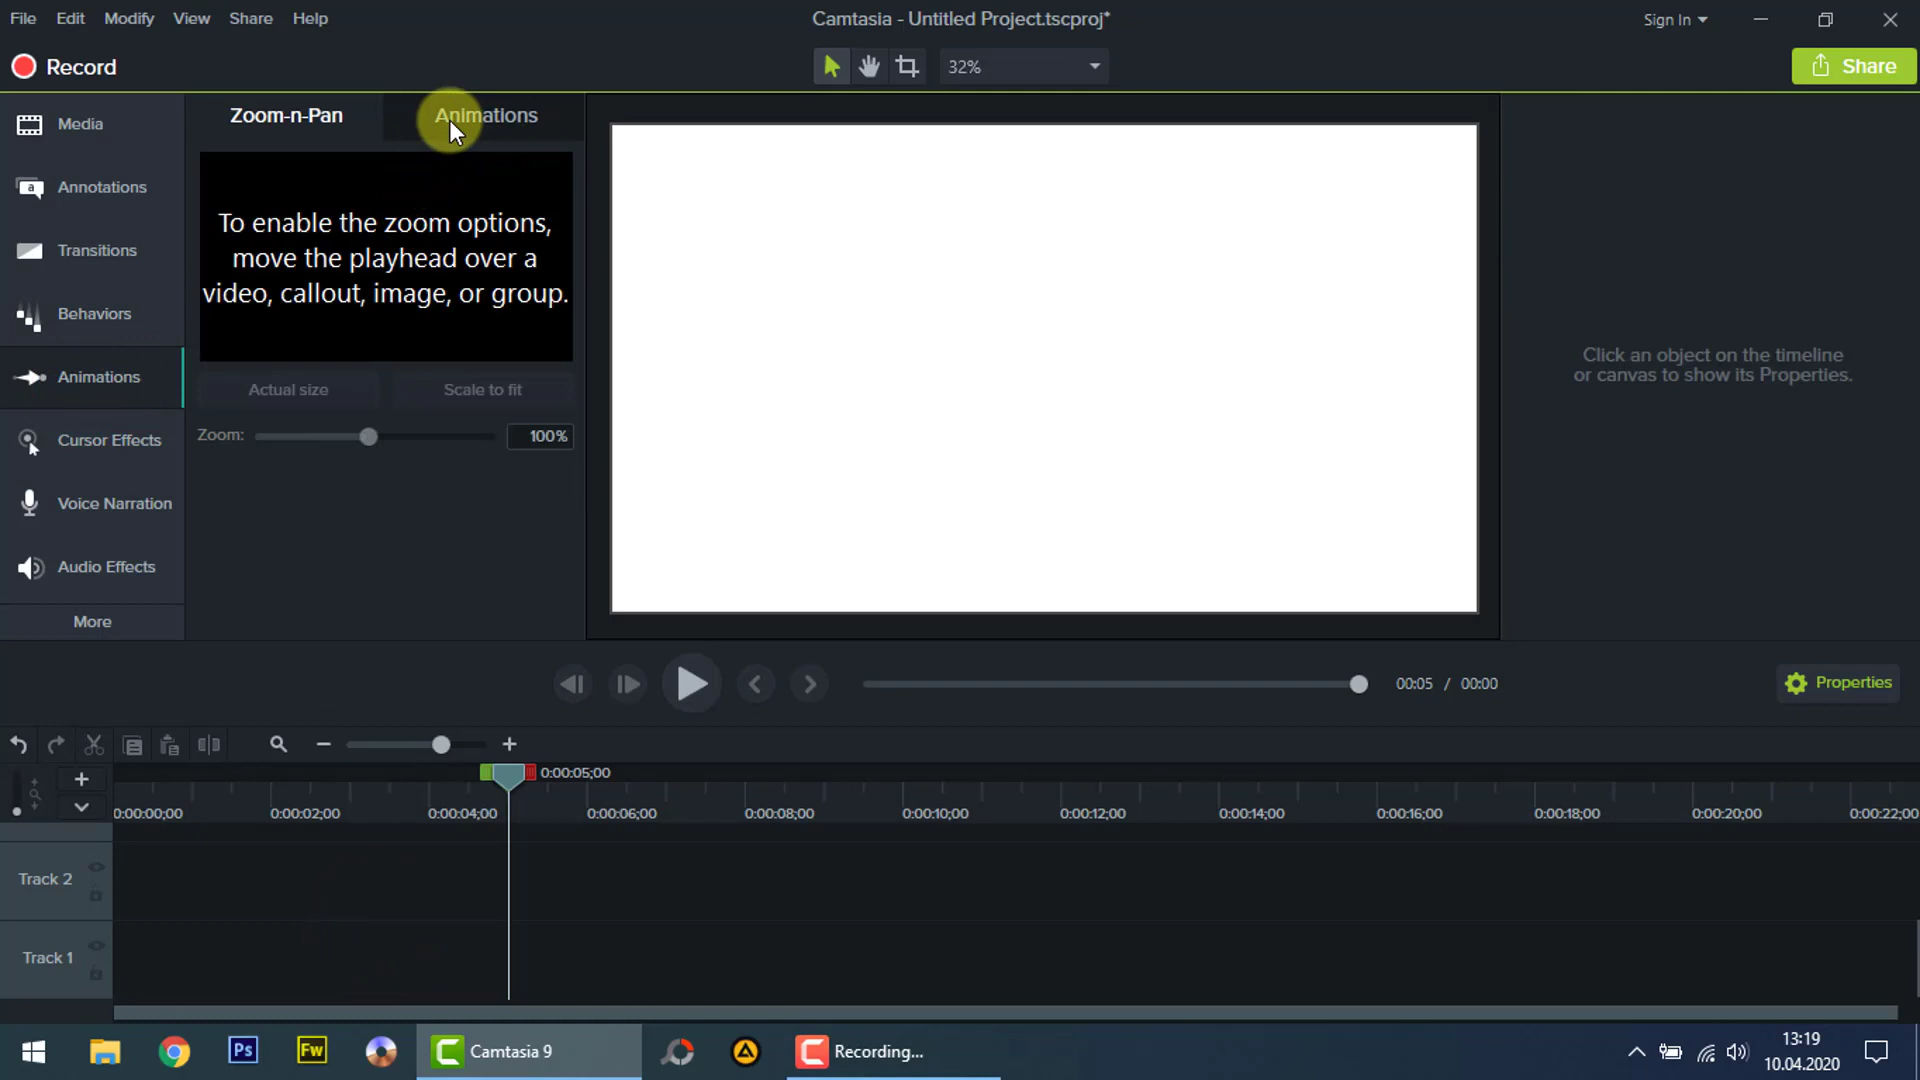 File Edit Modify View Share Help
Camtasia - Untitled Project.tscproj*
Sign In
Record
32%
Share
Media
Annotations
Transitions
Behaviors
Animations
Cursor Effects
Voice Narration
Audio Effects
More
Zoom-n-Pan
Animations
To enable the zoom options,
move the playhead over a
video, callout, image, or group.
Actual size
Scale to fit
Zoom:
100%
Click an object on the timeline
or canvas to show its Properties.
00:05 / 00:00
Properties
0:00:05;00
0:00:00;00 0:00:02;00 0:00:04;00 0:00:06;00 0:00:08;00 0:00:10;00 0:00:12;00 0:00:14;00 0:00:16;00 0:00:18;00 0:00:20;00 0:00:22;00
Track 2
Track 1
Ps
Fw
Camtasia 9
Recording...
13:19
10.04.2020